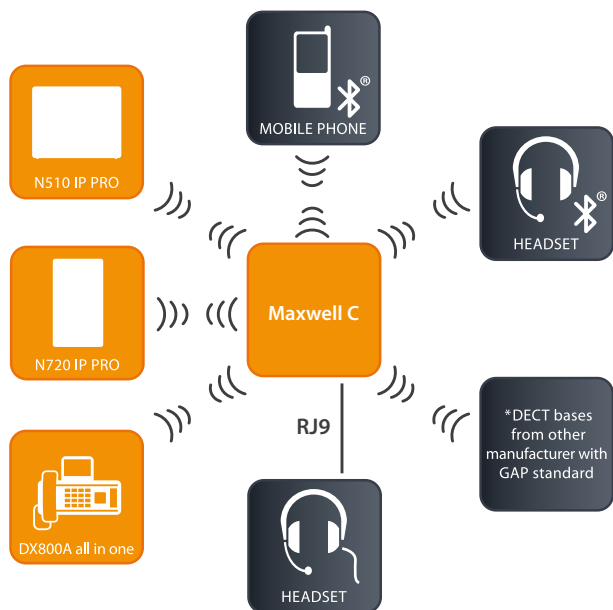 ®
MOBILE PHONE
N510 IP PRO
®
HEADSET
Maxwell C
N720 IP PRO
RJ9
*DECT bases
from other
manufacturer with
GAP standard
DX800A all in one
HEADSET